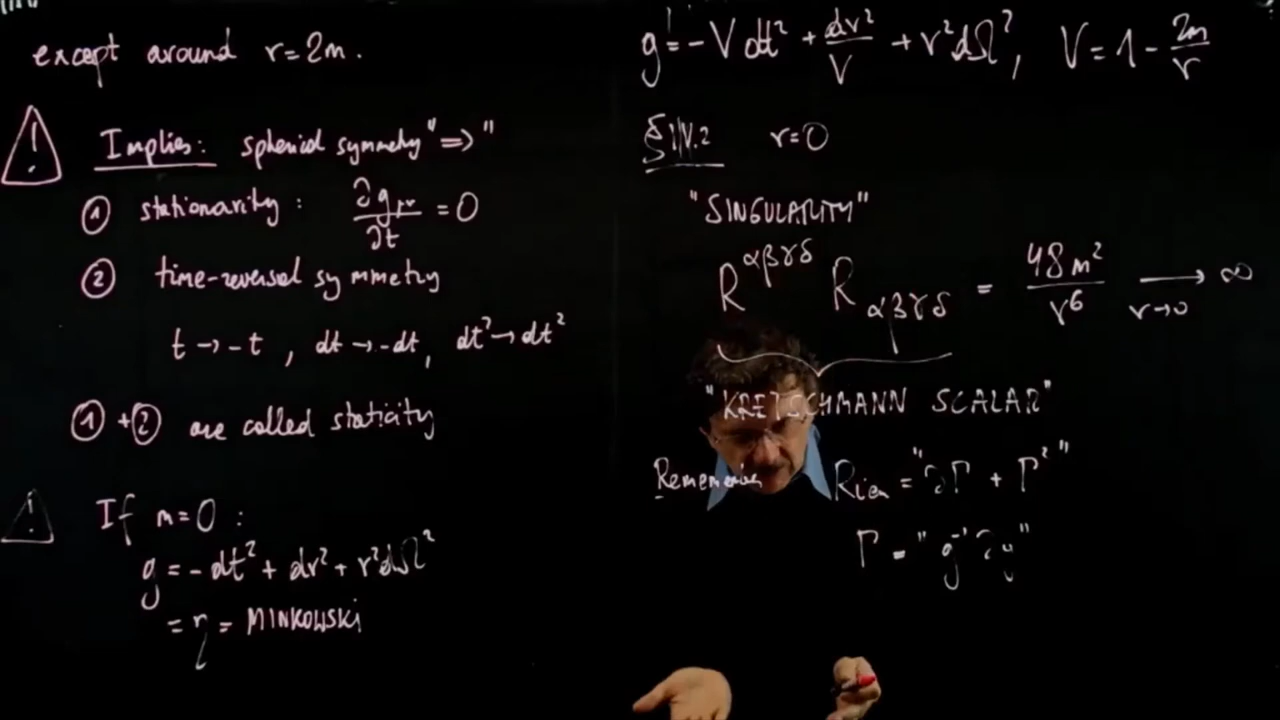 except around r=2m.
⚠ Implies: spherical symmetry "⇒"
① stationarity: ∂g_μν/∂t = 0
② time-reversal symmetry
t → -t, dt → -dt, dt² → dt²
① + ② are called staticity
⚠ If m=0:
g = -dt² + dr² + r²dΩ²
= η = MINKOWSKI
g = -V dt² + dr²/V + r²dΩ², V = 1 - 2m/r
§IV.2 r=0
"SINGULARITY"
R^αβγδ R_αβγδ = 48m²/r⁶ → ∞
r→0
"KRETSCHMANN SCALAR"
Remember Riem = "∂Γ + Γ²"
Γ = "g⁻¹∂g"